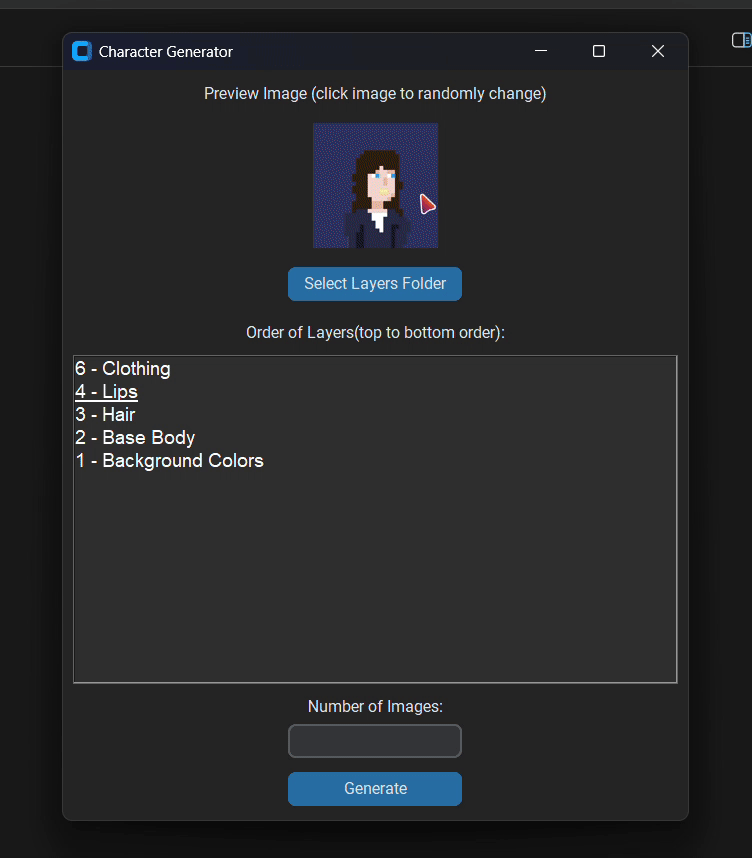 Character Generator
Preview Image (click image to randomly change)
Select Layers Folder
Order of Layers(top to bottom order):
6 - Clothing
4 - Lips
3 - Hair
2 - Base Body
1 - Background Colors
Number of Images:
Generate